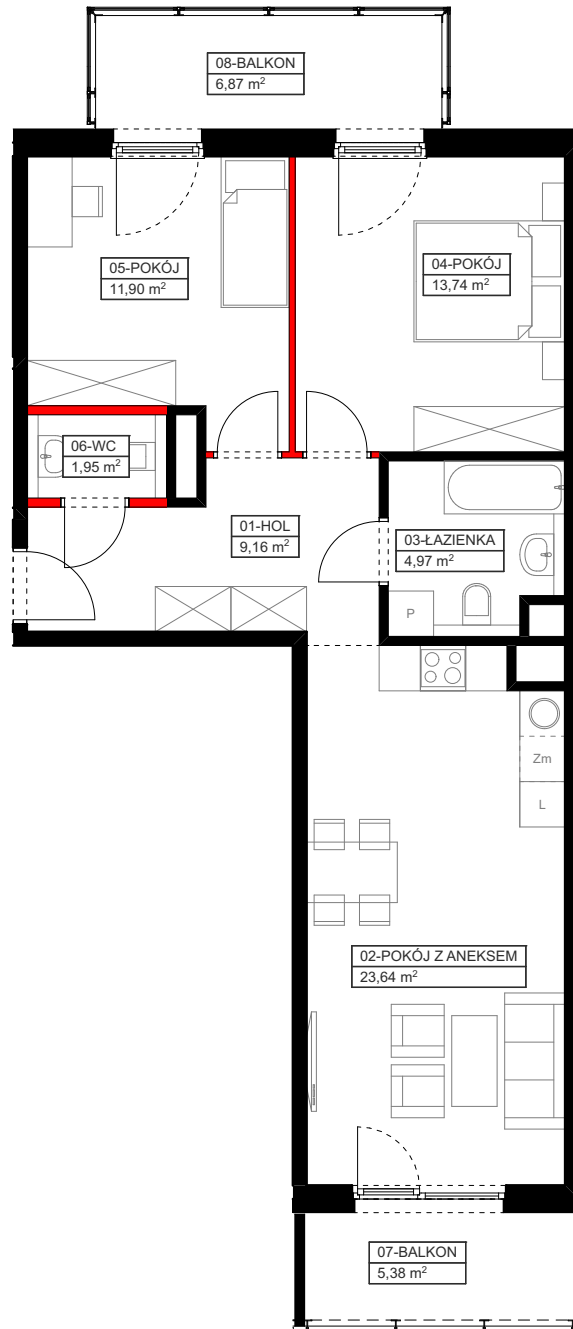 08-BALKON
6,87 m²
05-POKÓJ
11,90 m²
04-POKÓJ
13,74 m²
06-WC
1,95 m²
01-HOL
9,16 m²
03-ŁAZIENKA
4,97 m²
P
Zm
L
02-POKÓJ Z ANEKSEM
23,64 m²
07-BALKON
5,38 m²